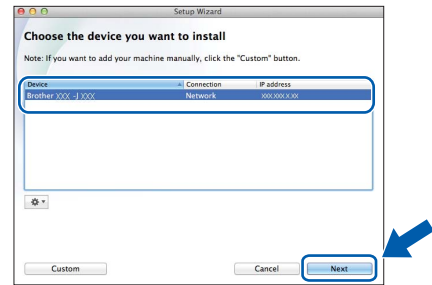 Setup Wizard
Choose the device you want to install
Note: If you want to add your machine manually, click the "Custom" button.
Device Connection IP address
Brother XXX -J XXX Network XXX.XXX.X.XX
Custom Cancel Next